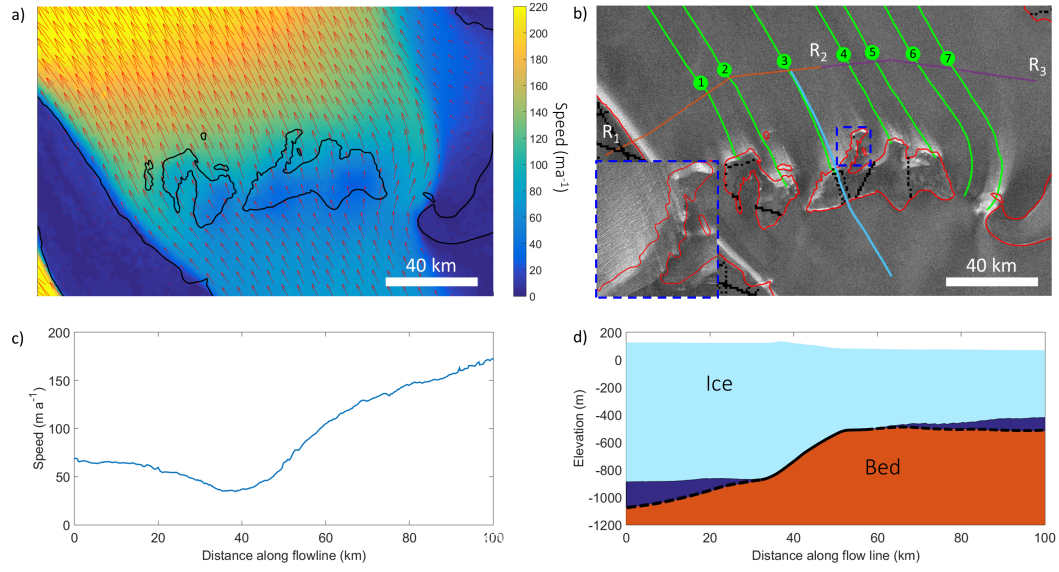 a)
220
200
180
160
140
120
100
80
60
40
20
0
Speed (ma⁻¹)
40 km
b)
1
2
3
4
5
6
7
R₁
R₂
R₃
40 km
c)
200
150
100
50
0
Speed (m a⁻¹)
0 20 40 60 80 100
Distance along flowline (km)
d)
200
0
-200
-400
-600
-800
-1000
-1200
Elevation (m)
Ice
Bed
0 20 40 60 80 100
Distance along flow line (km)